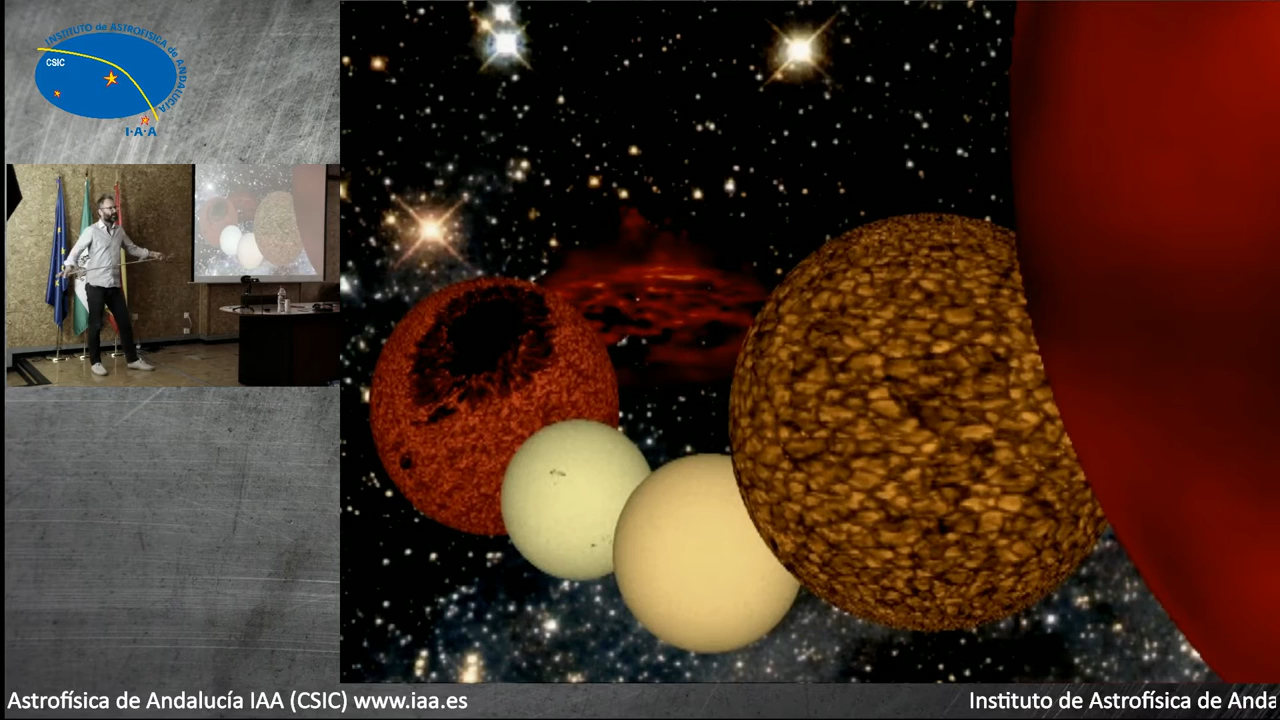 INSTITUTO de ASTROFÍSICA de ANDALUCÍA
CSIC
I·A·A
Astrofísica de Andalucía IAA (CSIC) www.iaa.es
Instituto de Astrofísica de Anda